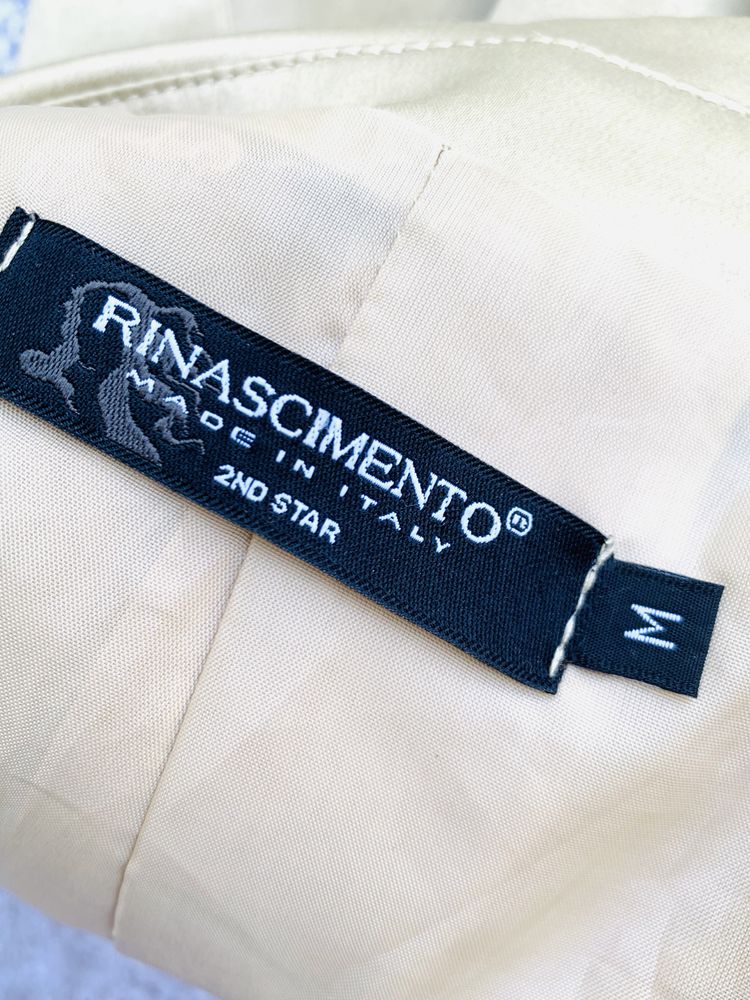 RINASCIMENTO®
MADE IN ITALY
2ND STAR
M